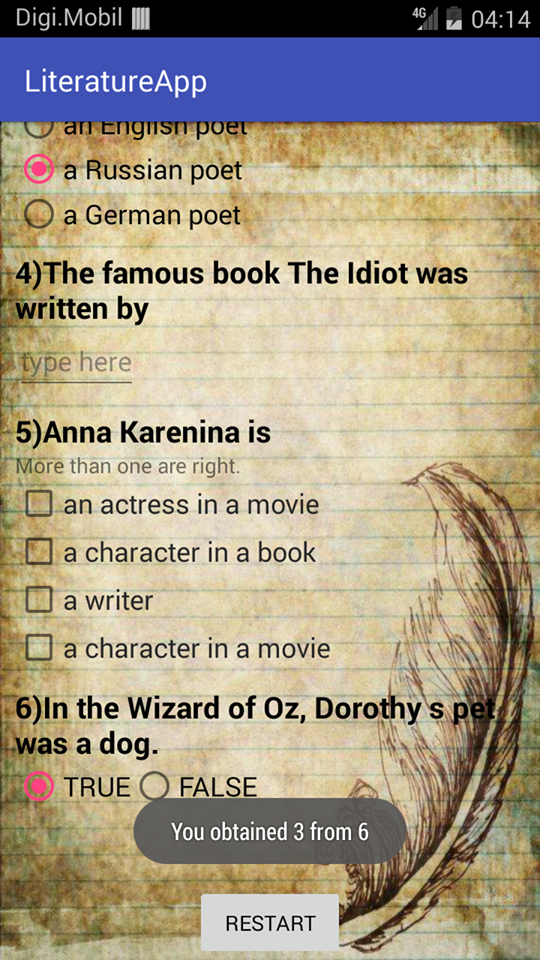 Digi.Mobil
4G
04:14
LiteratureApp
an English poet
a Russian poet
a German poet
4)The famous book The Idiot was
written by
type here
5)Anna Karenina is
More than one are right.
an actress in a movie
a character in a book
a writer
a character in a movie
6)In the Wizard of Oz, Dorothy s pet
was a dog.
TRUE FALSE
You obtained 3 from 6
RESTART